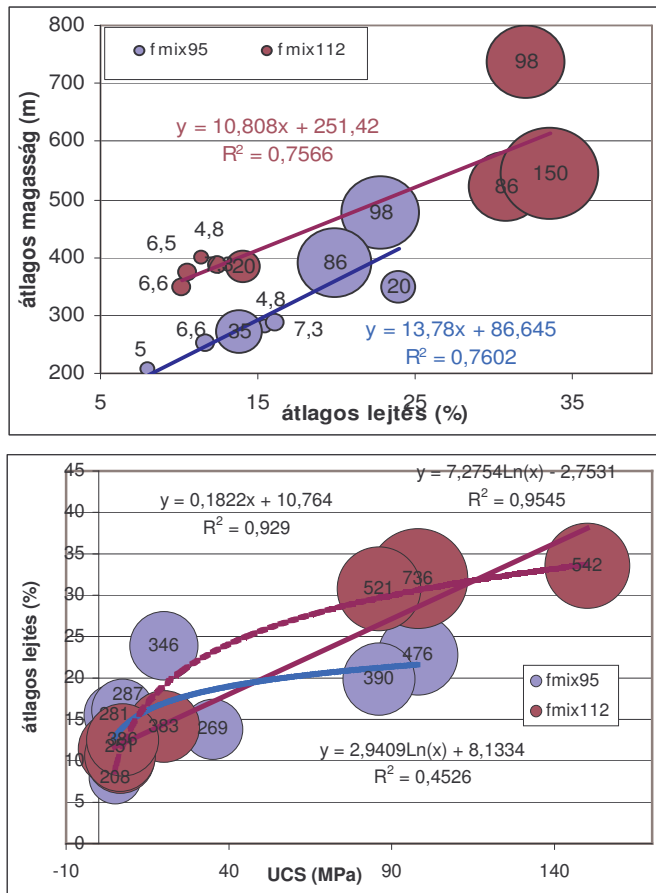 800
700
600
500
400
300
200
átlagos magasság (m)
fmix95 fmix112
98
y = 10,808x + 251,42
R² = 0,7566
86 150
98
6,5 4,8
20
6,6
86
20
4,8
6,6 35 7,3
5
y = 13,78x + 86,645
R² = 0,7602
5 15 25 35
átlagos lejtés (%)
45
40
35
30
25
20
15
10
5
0
átlagos lejtés (%)
y = 7,2754Ln(x) - 2,7531
R² = 0,9545
y = 0,1822x + 10,764
R² = 0,929
521 736 542
346
476
390
287
281
386 383 269
208
fmix95
fmix112
y = 2,9409Ln(x) + 8,1334
R² = 0,4526
-10 40 90 140
UCS (MPa)